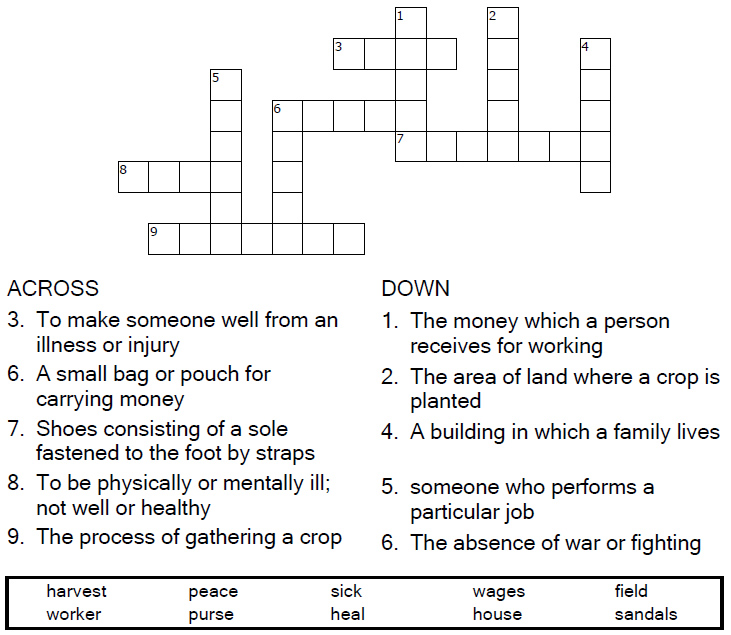 1
2
3
4
5
6
7
8
9
ACROSS
3. To make someone well from an
illness or injury
6. A small bag or pouch for
carrying money
7. Shoes consisting of a sole
fastened to the foot by straps
8. To be physically or mentally ill;
not well or healthy
9. The process of gathering a crop
DOWN
1. The money which a person
receives for working
2. The area of land where a crop is
planted
4. A building in which a family lives
5. someone who performs a
particular job
6. The absence of war or fighting
harvest peace sick wages field
worker purse heal house sandals